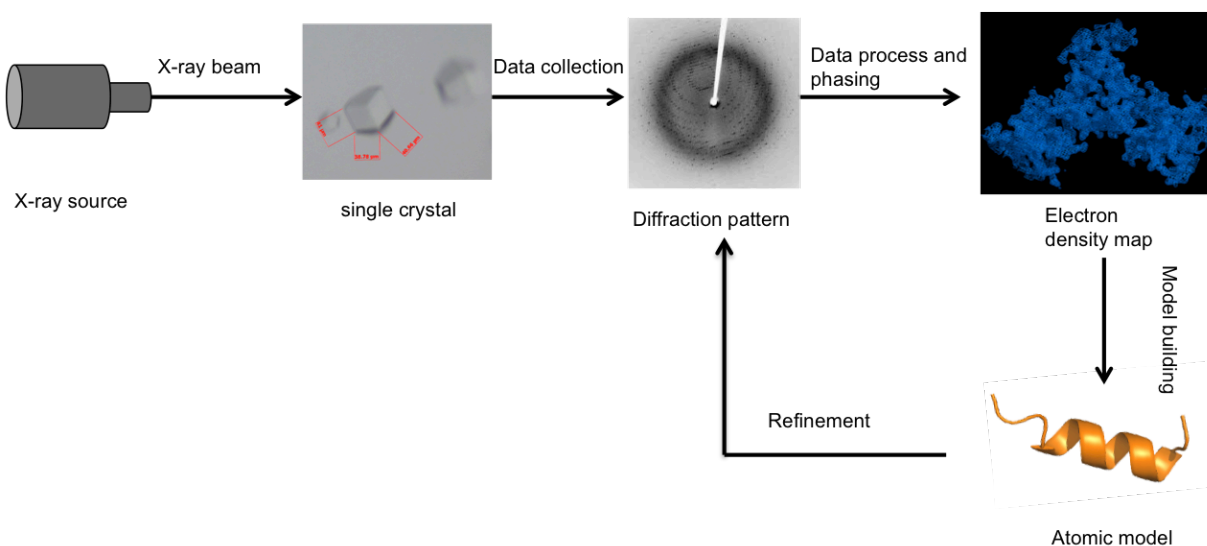 X-ray beam
Data collection
Data process and
phasing
X-ray source
single crystal
Diffraction pattern
Electron
density map
Model building
Refinement
Atomic model